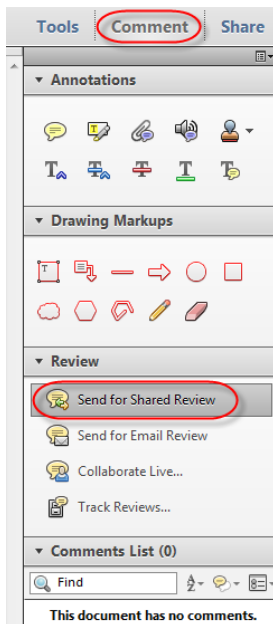 Tools Comment Share
Annotations
Drawing Markups
Review
Send for Shared Review
Send for Email Review
Collaborate Live...
Track Reviews...
Comments List (0)
Find
This document has no comments.